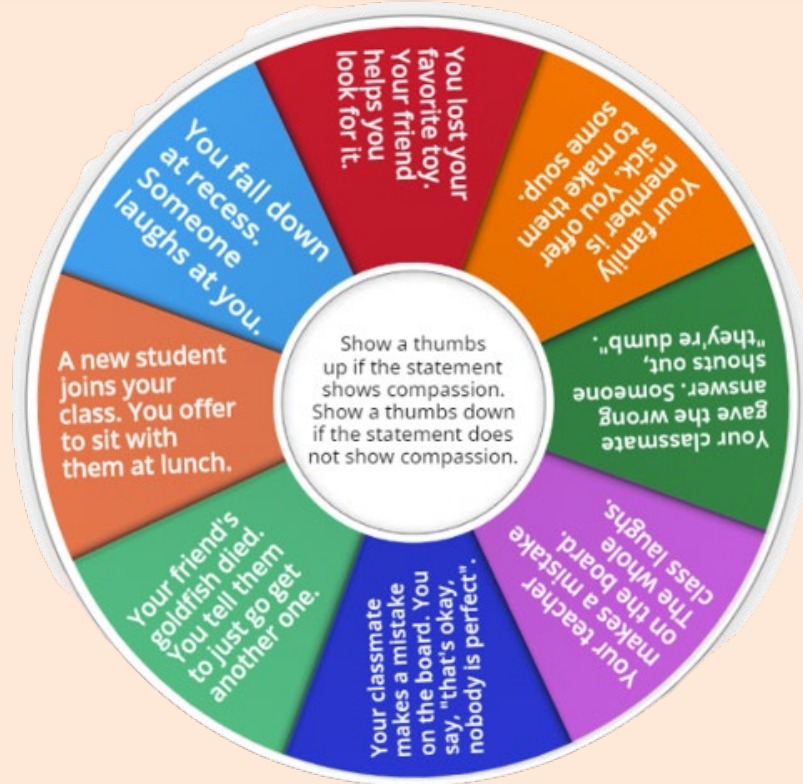 You lost your
favorite toy.
Your friend
helps you
look for it.
Your family
member is
sick. You offer
to make them
some soup.
Your classmate
gave the wrong
answer. Someone
shouts out,
"they're dumb".
Your teacher
makes a mistake
on the board.
The whole
class laughs.
Your classmate
makes a mistake
on the board. You
say, "that's okay,
nobody is perfect".
Your friend's
goldfish died.
You tell them
to just go get
another one.
A new student
joins your
class. You offer
to sit with
them at lunch.
You fall down
at recess.
Someone
laughs at you.
Show a thumbs
up if the statement
shows compassion.
Show a thumbs down
if the statement does
not show compassion.